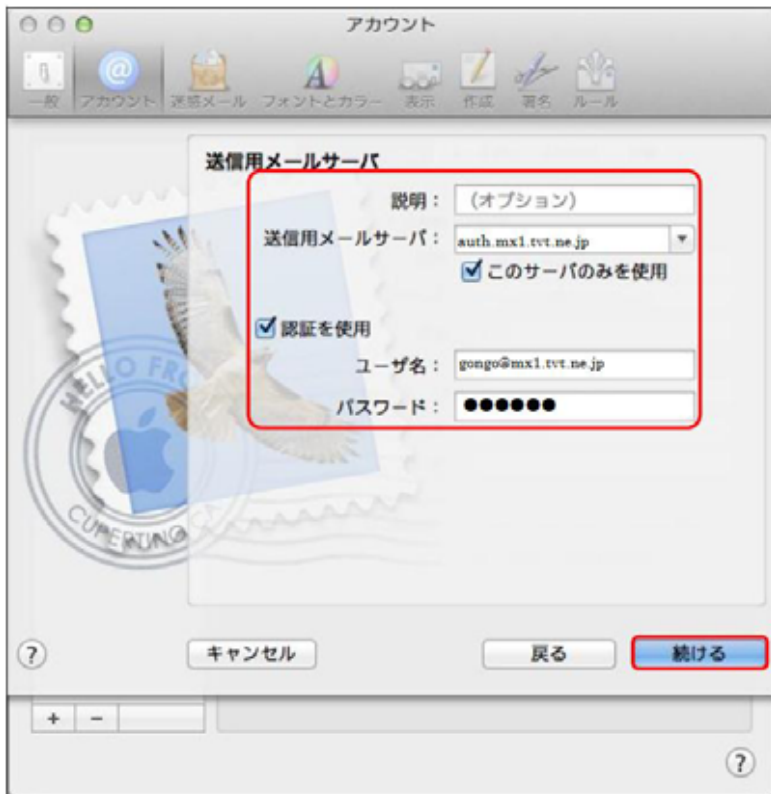 アカウント
一般 アカウント 迷惑メール フォントとカラー 表示 作成 署名 ルール
送信用メールサーバ
説明： （オプション）
送信用メールサーバ： auth.mx1.tvt.ne.jp
このサーバのみを使用
認証を使用
ユーザ名： gongo@mx1.tvt.ne.jp
パスワード： ●●●●●●
HELLO FRO
CUPERTINO C
? キャンセル 戻る 続ける
+ −
?